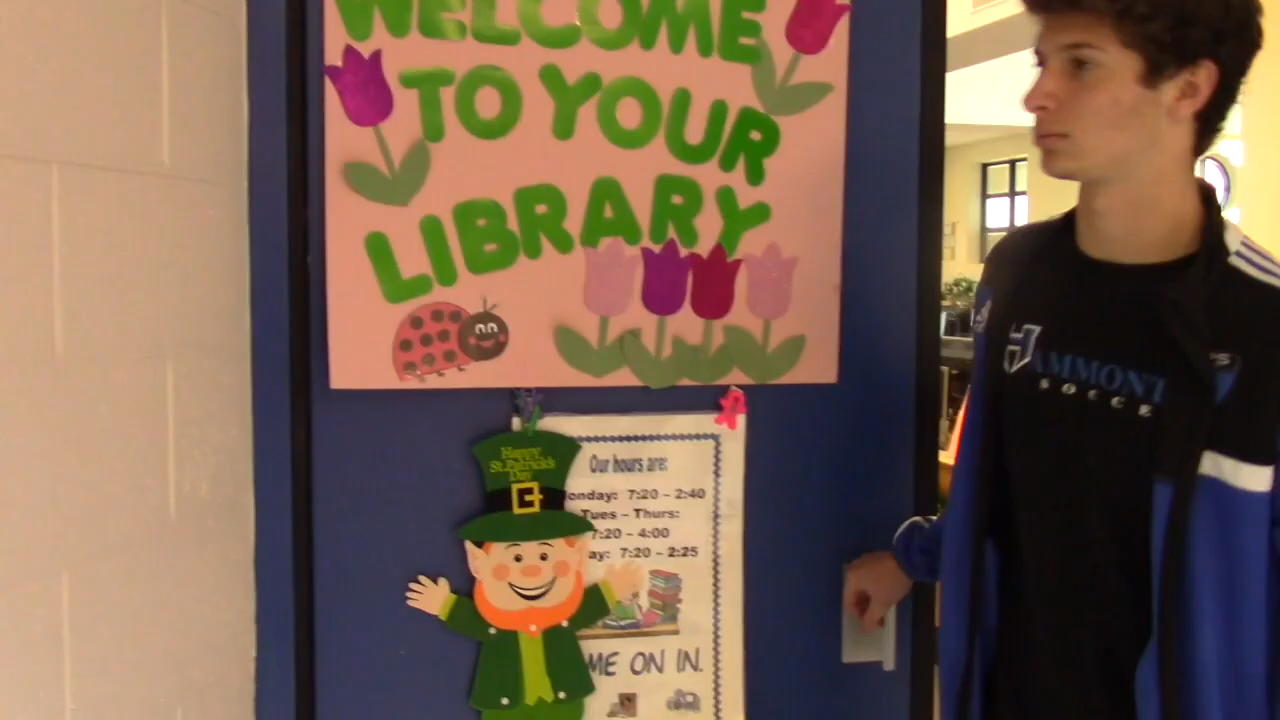 WELCOME
TO YOUR
LIBRARY
Happy
St. Patrick's
Day
Our hours are:
onday: 7:20 – 2:40
Tues – Thurs:
7:20 – 4:00
ay: 7:20 – 2:25
ME ON IN.
HAMMONT
SOCCE